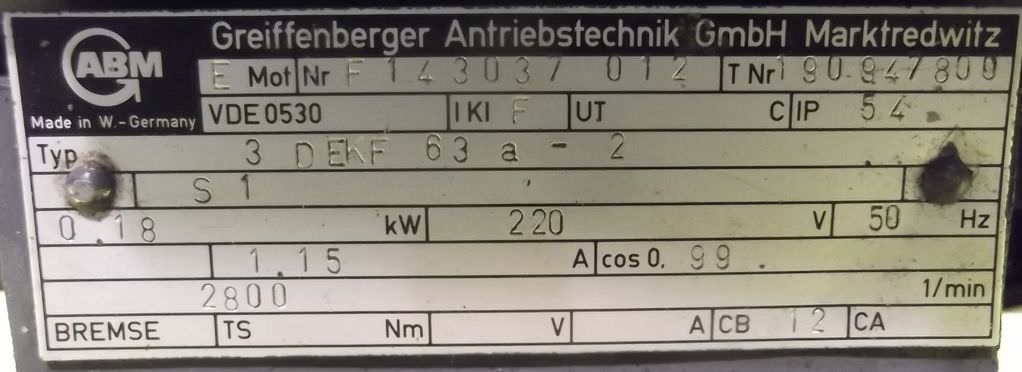 Greiffenberger Antriebstechnik GmbH Marktredwitz
ABM
E Mot Nr F 143037 012 T Nr 190 947800
Made in W.-Germany VDE 0530 I KI F UT C IP 54
Typ 3 DEKF 63 a - 2
S 1
0.18 kW 220 V 50 Hz
1.15 A cos 0, 99
2800 1/min
BREMSE TS Nm V A CB 12 CA